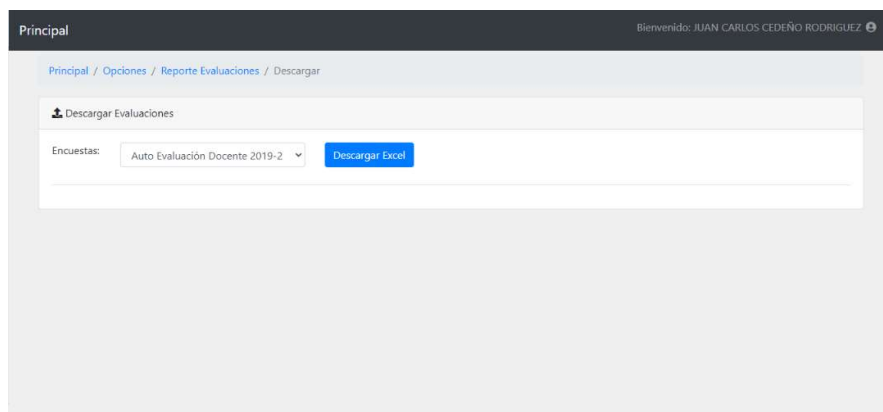 Principal Bienvenido: JUAN CARLOS CEDEÑO RODRIGUEZ
Principal / Opciones / Reporte Evaluaciones / Descargar
Descargar Evaluaciones
Encuestas: Auto Evaluación Docente 2019-2 Descargar Excel